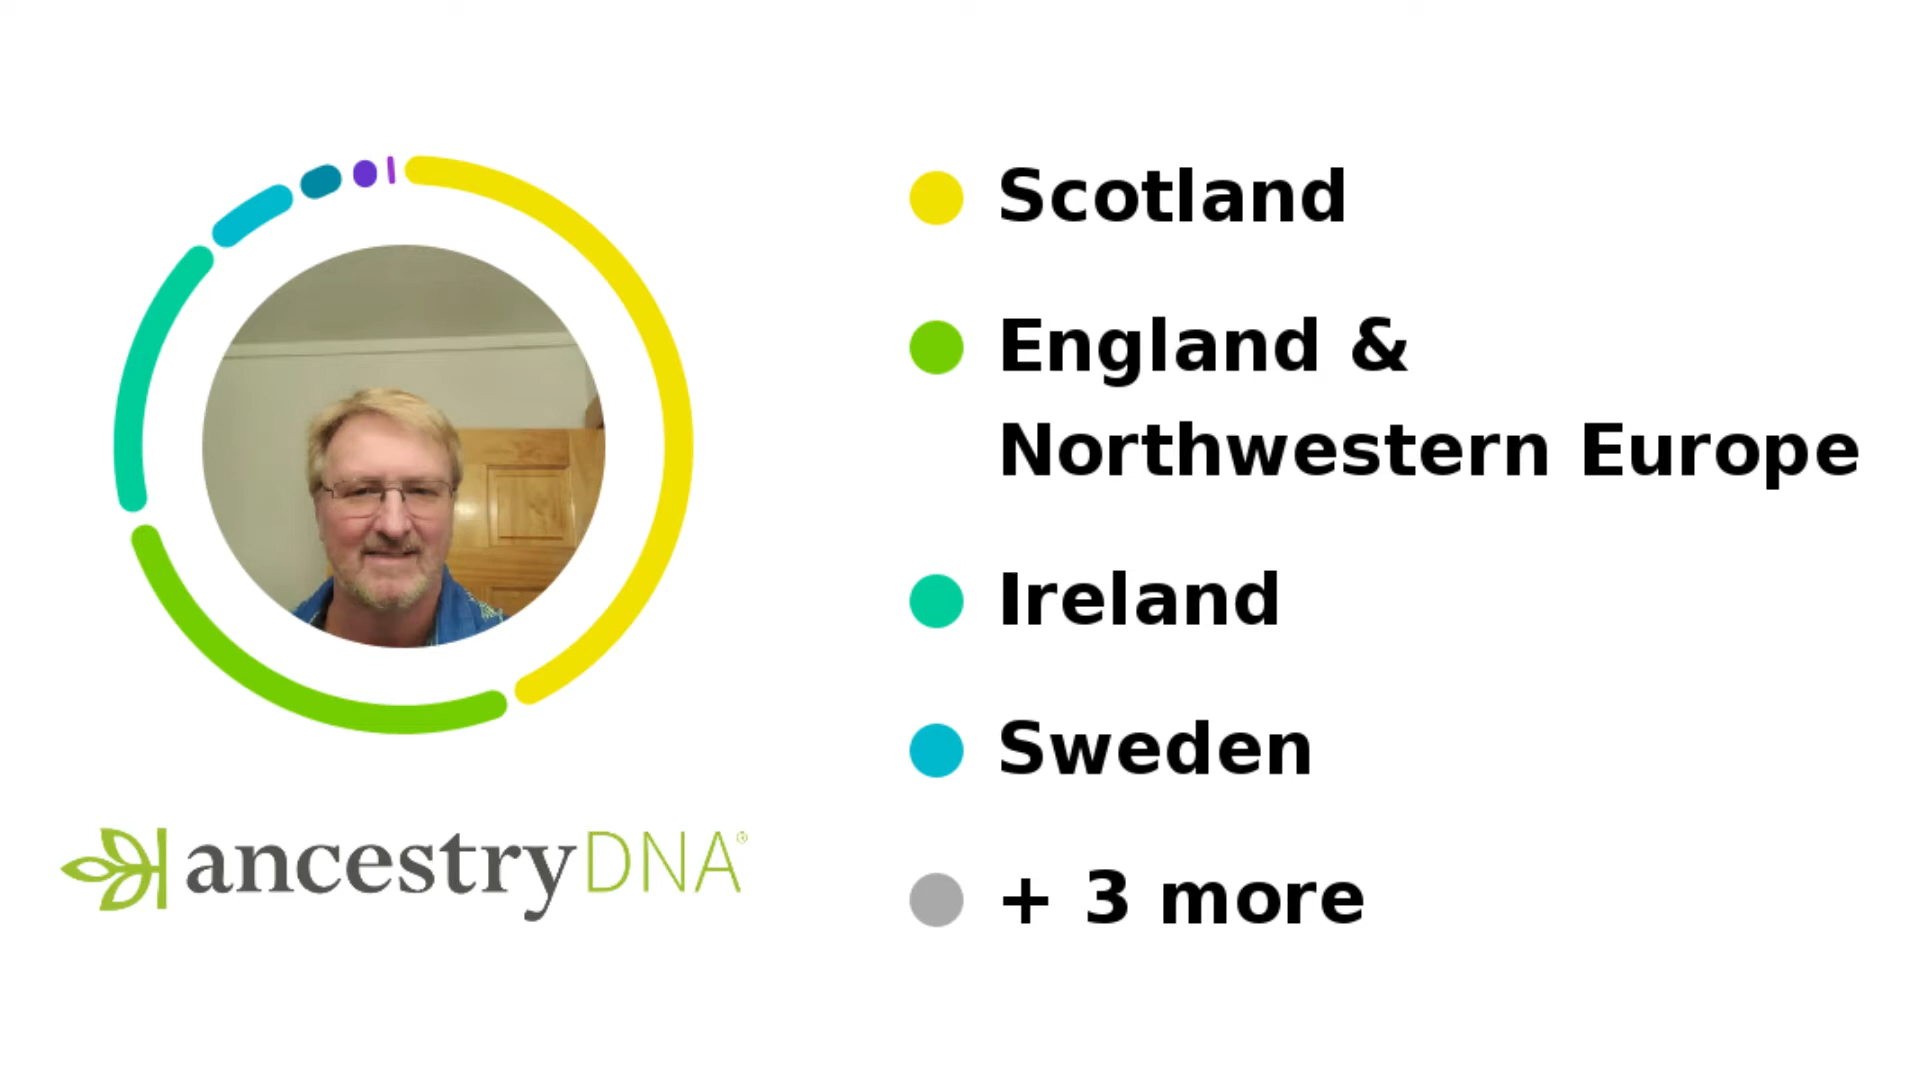 Scotland
England &
Northwestern Europe
Ireland
Sweden
+ 3 more
ancestryDNA®